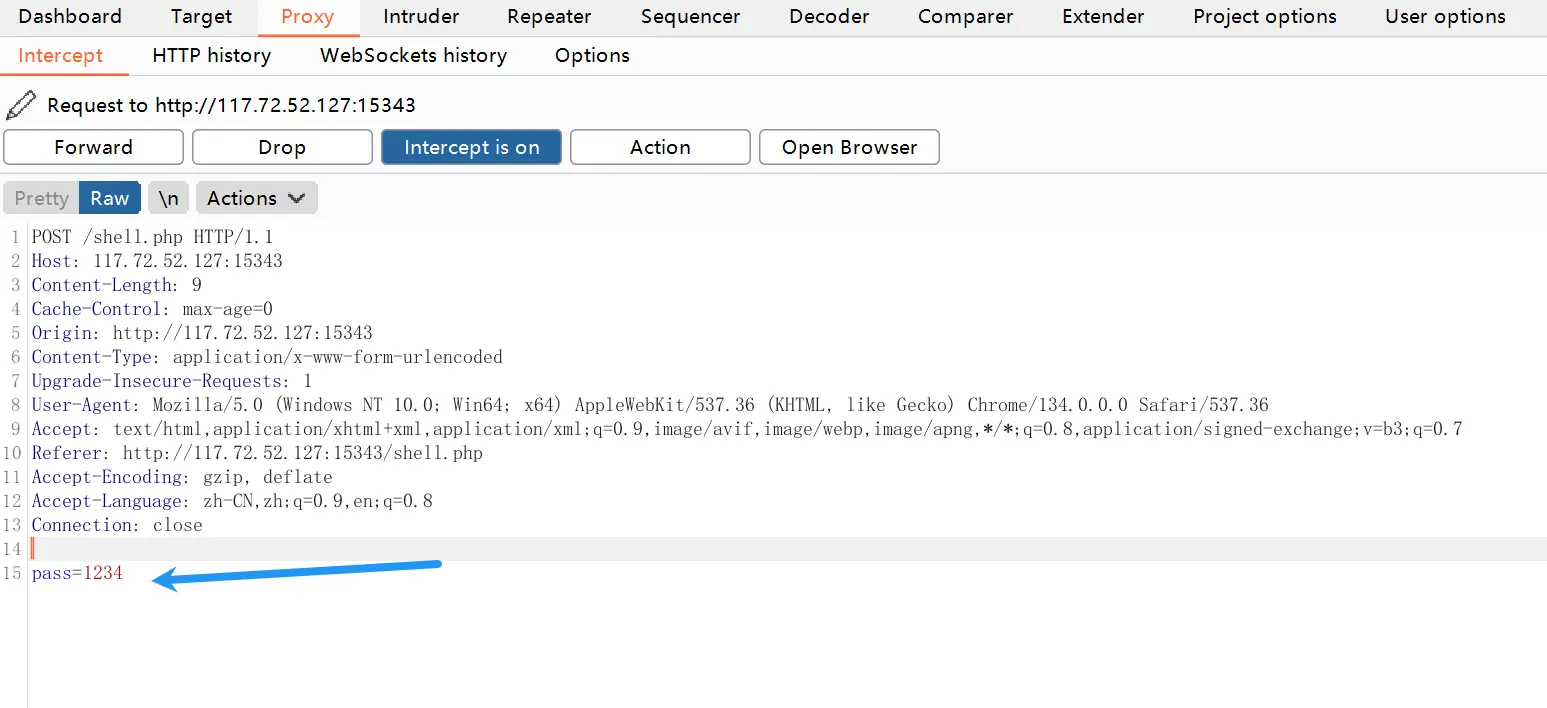 Dashboard Target Proxy Intruder Repeater Sequencer Decoder Comparer Extender Project options User options
Intercept HTTP history WebSockets history Options
Request to http://117.72.52.127:15343
Forward Drop Intercept is on Action Open Browser
Pretty Raw \n Actions
1 POST /shell.php HTTP/1.1
2 Host: 117.72.52.127:15343
3 Content-Length: 9
4 Cache-Control: max-age=0
5 Origin: http://117.72.52.127:15343
6 Content-Type: application/x-www-form-urlencoded
7 Upgrade-Insecure-Requests: 1
8 User-Agent: Mozilla/5.0 (Windows NT 10.0; Win64; x64) AppleWebKit/537.36 (KHTML, like Gecko) Chrome/134.0.0.0 Safari/537.36
9 Accept: text/html,application/xhtml+xml,application/xml;q=0.9,image/avif,image/webp,image/apng,*/*;q=0.8,application/signed-exchange;v=b3;q=0.7
10 Referer: http://117.72.52.127:15343/shell.php
11 Accept-Encoding: gzip, deflate
12 Accept-Language: zh-CN,zh;q=0.9,en;q=0.8
13 Connection: close
14
15 pass=1234